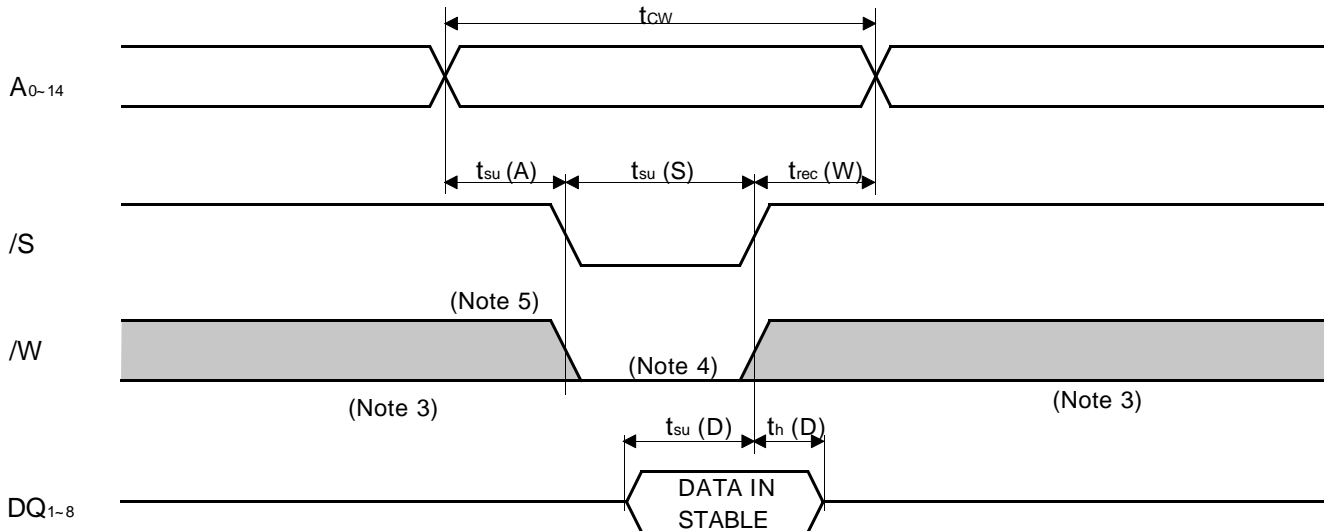 tCW
A0~14
tsu (A) tsu (S) trec (W)
/S
(Note 5)
/W
(Note 4)
(Note 3) (Note 3)
tsu (D) th (D)
DQ1~8
DATA IN
STABLE